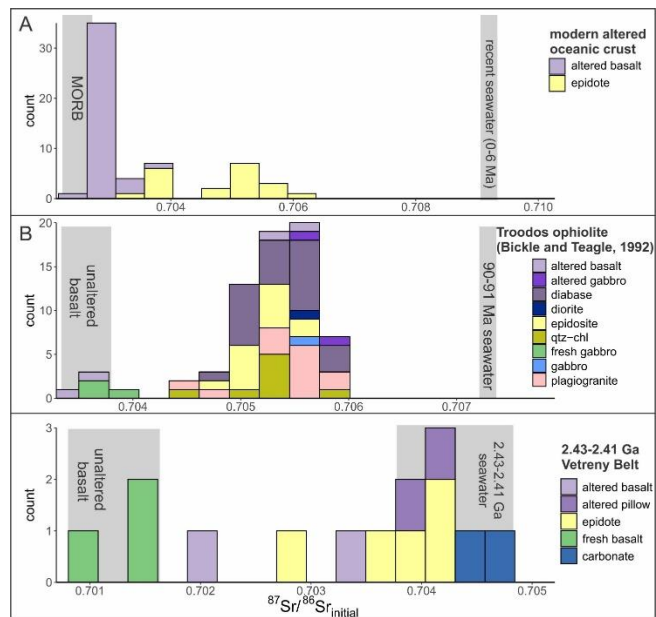 A
modern altered
oceanic crust
altered basalt
epidote
MORB
recent seawater (0-6 Ma)
count
30
20
10
0
0.704
0.706
0.708
0.710
B
Troodos ophiolite
(Bickle and Teagle, 1992)
altered basalt
altered gabbro
diabase
diorite
epidosite
qtz-chl
fresh gabbro
gabbro
plagiogranite
unaltered
basalt
90-91 Ma seawater
count
20
15
10
5
0
0.704
0.705
0.706
0.707
2.43-2.41 Ga
Vetreny Belt
altered basalt
altered pillow
epidote
fresh basalt
carbonate
unaltered
basalt
2.43-2.41 Ga
seawater
count
3
2
1
0
0.701
0.702
0.703
0.704
0.705
87Sr/86Sr initial